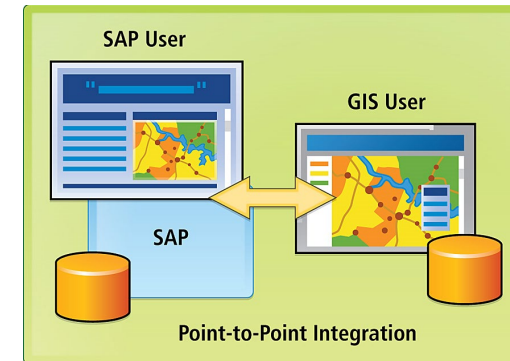 SAP User
GIS User
SAP
Point-to-Point Integration